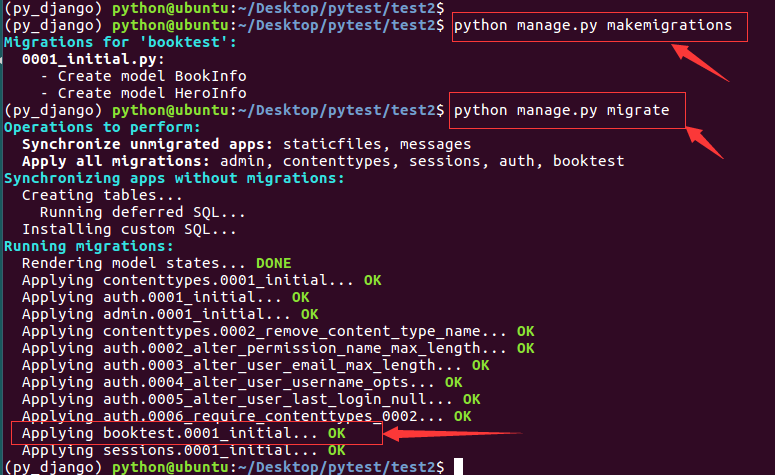 (py_django) python@ubuntu:~/Desktop/pytest/test2$
(py_django) python@ubuntu:~/Desktop/pytest/test2$ python manage.py makemigrations
Migrations for 'booktest':
  0001_initial.py:
    - Create model BookInfo
    - Create model HeroInfo
(py_django) python@ubuntu:~/Desktop/pytest/test2$ python manage.py migrate
Operations to perform:
  Synchronize unmigrated apps: staticfiles, messages
  Apply all migrations: admin, contenttypes, sessions, auth, booktest
Synchronizing apps without migrations:
  Creating tables...
    Running deferred SQL...
  Installing custom SQL...
Running migrations:
  Rendering model states... DONE
  Applying contenttypes.0001_initial... OK
  Applying auth.0001_initial... OK
  Applying admin.0001_initial... OK
  Applying contenttypes.0002_remove_content_type_name... OK
  Applying auth.0002_alter_permission_name_max_length... OK
  Applying auth.0003_alter_user_email_max_length... OK
  Applying auth.0004_alter_user_username_opts... OK
  Applying auth.0005_alter_user_last_login_null... OK
  Applying auth.0006_require_contenttypes_0002... OK
  Applying booktest.0001_initial... OK
  Applying sessions.0001_initial... OK
(py_django) python@ubuntu:~/Desktop/pytest/test2$